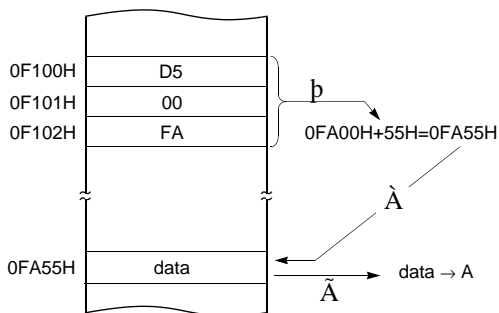 0F100H D5
þ
0F101H 00
0F102H FA
0FA00H+55H=0FA55H
À
0FA55H data
Ã
data → A